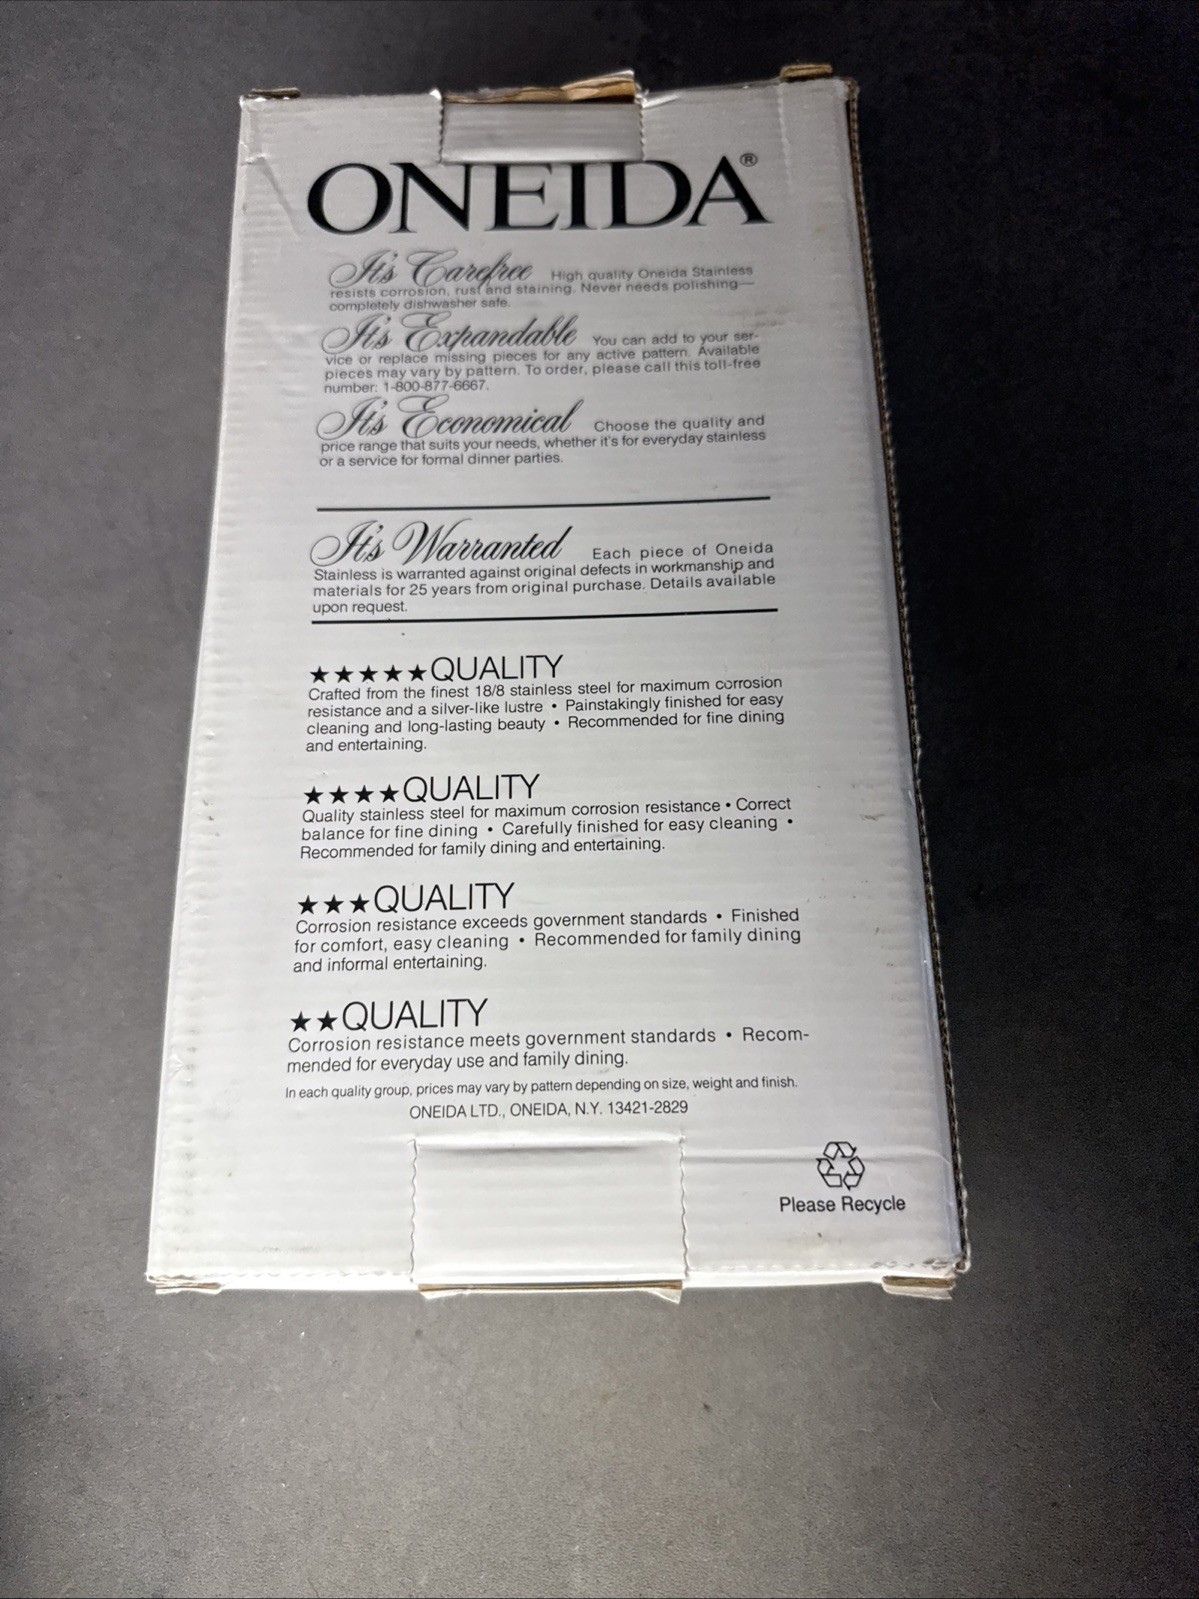 ONEIDA®
It's Carefree High quality Oneida Stainless
resists corrosion, rust and staining. Never needs polishing—
completely dishwasher safe.
It's Expandable You can add to your ser-
vice or replace missing pieces for any active pattern. Available
pieces may vary by pattern. To order, please call this toll-free
number: 1-800-877-6667.
It's Economical Choose the quality and
price range that suits your needs, whether it's for everyday stainless
or a service for formal dinner parties.
It's Warranted Each piece of Oneida
Stainless is warranted against original defects in workmanship and
materials for 25 years from original purchase. Details available
upon request.
★★★★★QUALITY
Crafted from the finest 18/8 stainless steel for maximum corrosion
resistance and a silver-like lustre • Painstakingly finished for easy
cleaning and long-lasting beauty • Recommended for fine dining
and entertaining.
★★★★QUALITY
Quality stainless steel for maximum corrosion resistance • Correct
balance for fine dining • Carefully finished for easy cleaning •
Recommended for family dining and entertaining.
★★★QUALITY
Corrosion resistance exceeds government standards • Finished
for comfort, easy cleaning • Recommended for family dining
and informal entertaining.
★★QUALITY
Corrosion resistance meets government standards • Recom-
mended for everyday use and family dining.
In each quality group, prices may vary by pattern depending on size, weight and finish.
ONEIDA LTD., ONEIDA, N.Y. 13421-2829
Please Recycle